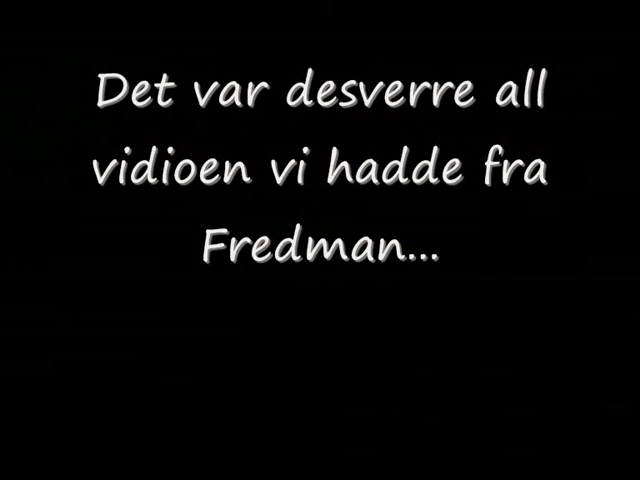 Det var desverre all
vidioen vi hadde fra
Fredman...